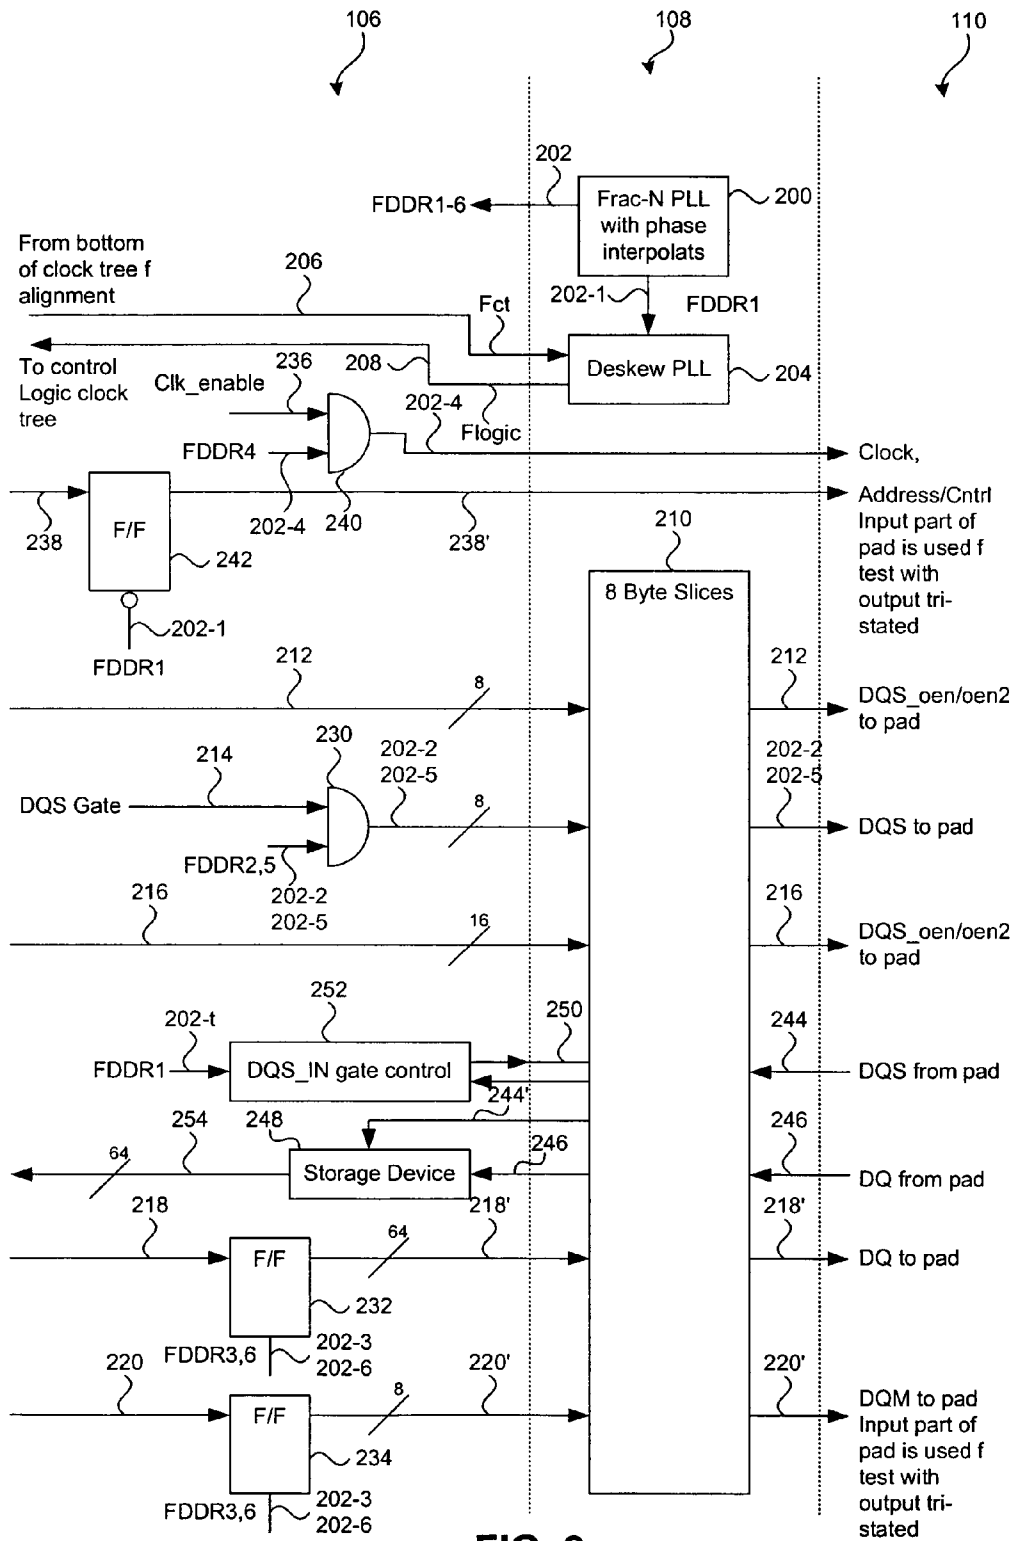 106
108
110
202
FDDR1-6
Frac-N PLL
with phase
interpolats
200
From bottom
of clock tree f
alignment
206
202-1
FDDR1
Fct
To control
Logic clock
tree
208
Deskew PLL
204
236
Clk_enable
202-4
Flogic
FDDR4
Clock,
202-4
240
238
F/F
242
238'
Address/Cntrl
Input part of
pad is used f
test with
output tri-
stated
202-1
FDDR1
210
8 Byte Slices
212
8
212
DQS_oen/oen2
to pad
230
214
202-2
202-5
8
DQS Gate
FDDR2,5
202-2
202-5
202-2
202-5
DQS to pad
216
16
216
DQS_oen/oen2
to pad
252
202-t
FDDR1
DQS_IN gate control
250
244
DQS from pad
244'
254
64
248
Storage Device
246
246
DQ from pad
218
F/F
64
218'
218'
DQ to pad
232
FDDR3,6
202-3
202-6
220
F/F
8
220'
220'
DQM to pad
Input part of
pad is used f
test with
output tri-
stated
234
FDDR3,6
202-3
202-6